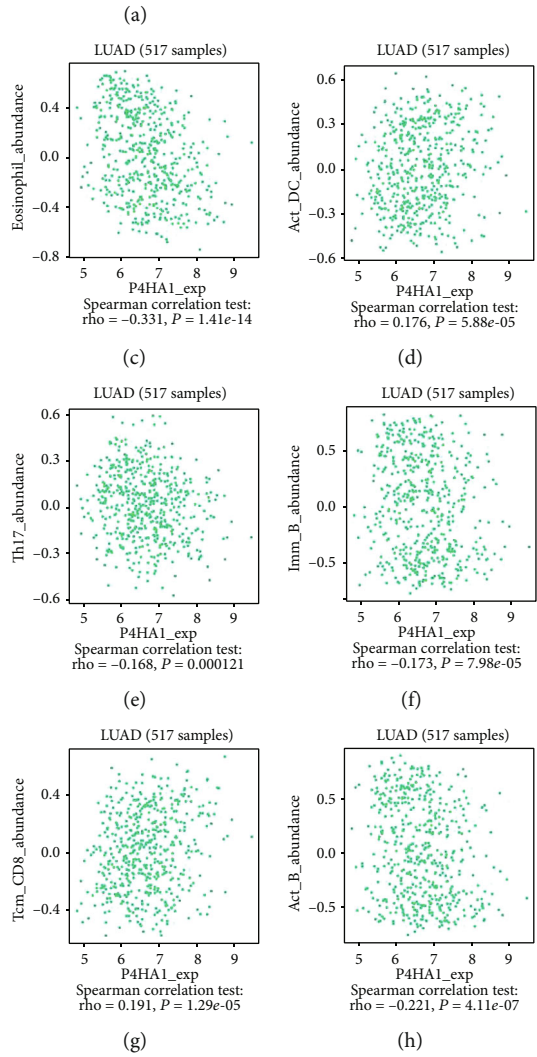 (a)
LUAD (517 samples)
Eosinophil_abundance
0.4
0.0
−0.4
−0.8
5 6 7 8 9
P4HA1_exp
Spearman correlation test:
rho = −0.331, P = 1.41e-14
(c)
LUAD (517 samples)
Act_DC_abundance
0.6
0.3
0.0
−0.3
−0.6
5 6 7 8 9
P4HA1_exp
Spearman correlation test:
rho = 0.176, P = 5.88e-05
(d)
LUAD (517 samples)
Th17_abundance
0.6
0.3
0.0
−0.3
−0.6
5 6 7 8 9
P4HA1_exp
Spearman correlation test:
rho = −0.168, P = 0.000121
(e)
LUAD (517 samples)
Imm_B_abundance
0.5
0.0
−0.5
5 6 7 8 9
P4HA1_exp
Spearman correlation test:
rho = −0.173, P = 7.98e-05
(f)
LUAD (517 samples)
Tcm_CD8_abundance
0.4
0.0
−0.4
5 6 7 8 9
P4HA1_exp
Spearman correlation test:
rho = 0.191, P = 1.29e-05
(g)
LUAD (517 samples)
Act_B_abundance
0.5
0.0
−0.5
5 6 7 8 9
P4HA1_exp
Spearman correlation test:
rho = −0.221, P = 4.11e-07
(h)